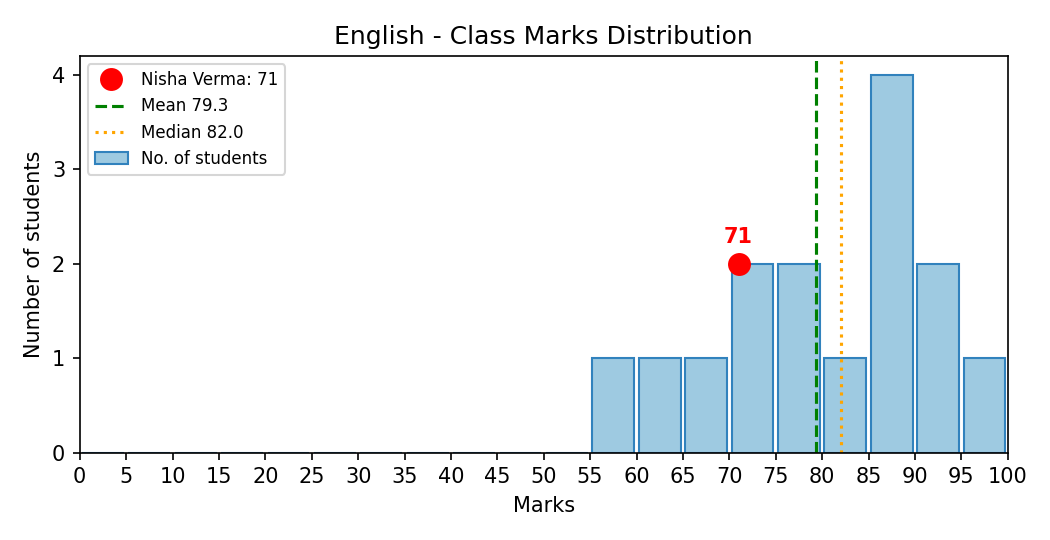 English - Class Marks Distribution
Nisha Verma: 71
Mean 79.3
Median 82.0
No. of students
Number of students
4
3
2
1
0
71
0 5 10 15 20 25 30 35 40 45 50 55 60 65 70 75 80 85 90 95 100
Marks